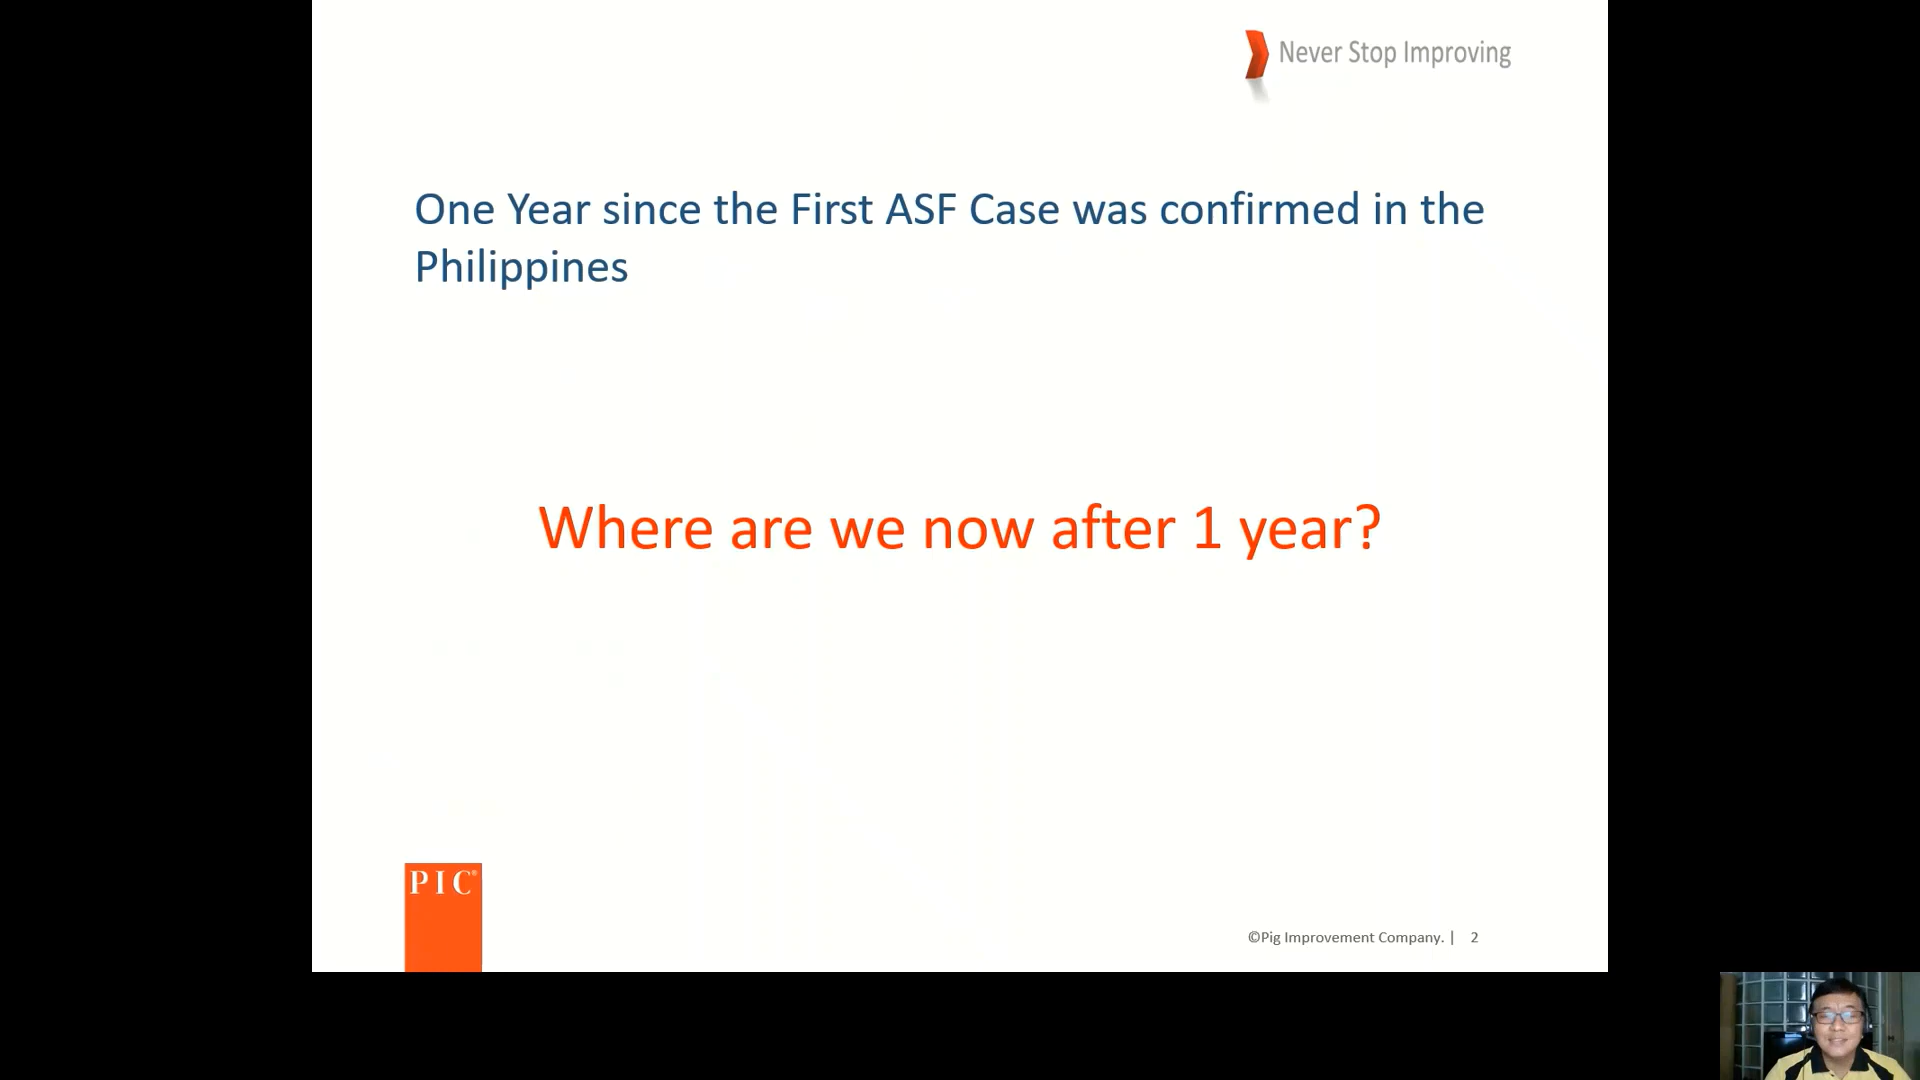 Never Stop Improving
One Year since the First ASF Case was confirmed in the
Philippines
Where are we now after 1 year?
PIC®
©Pig Improvement Company. | 2